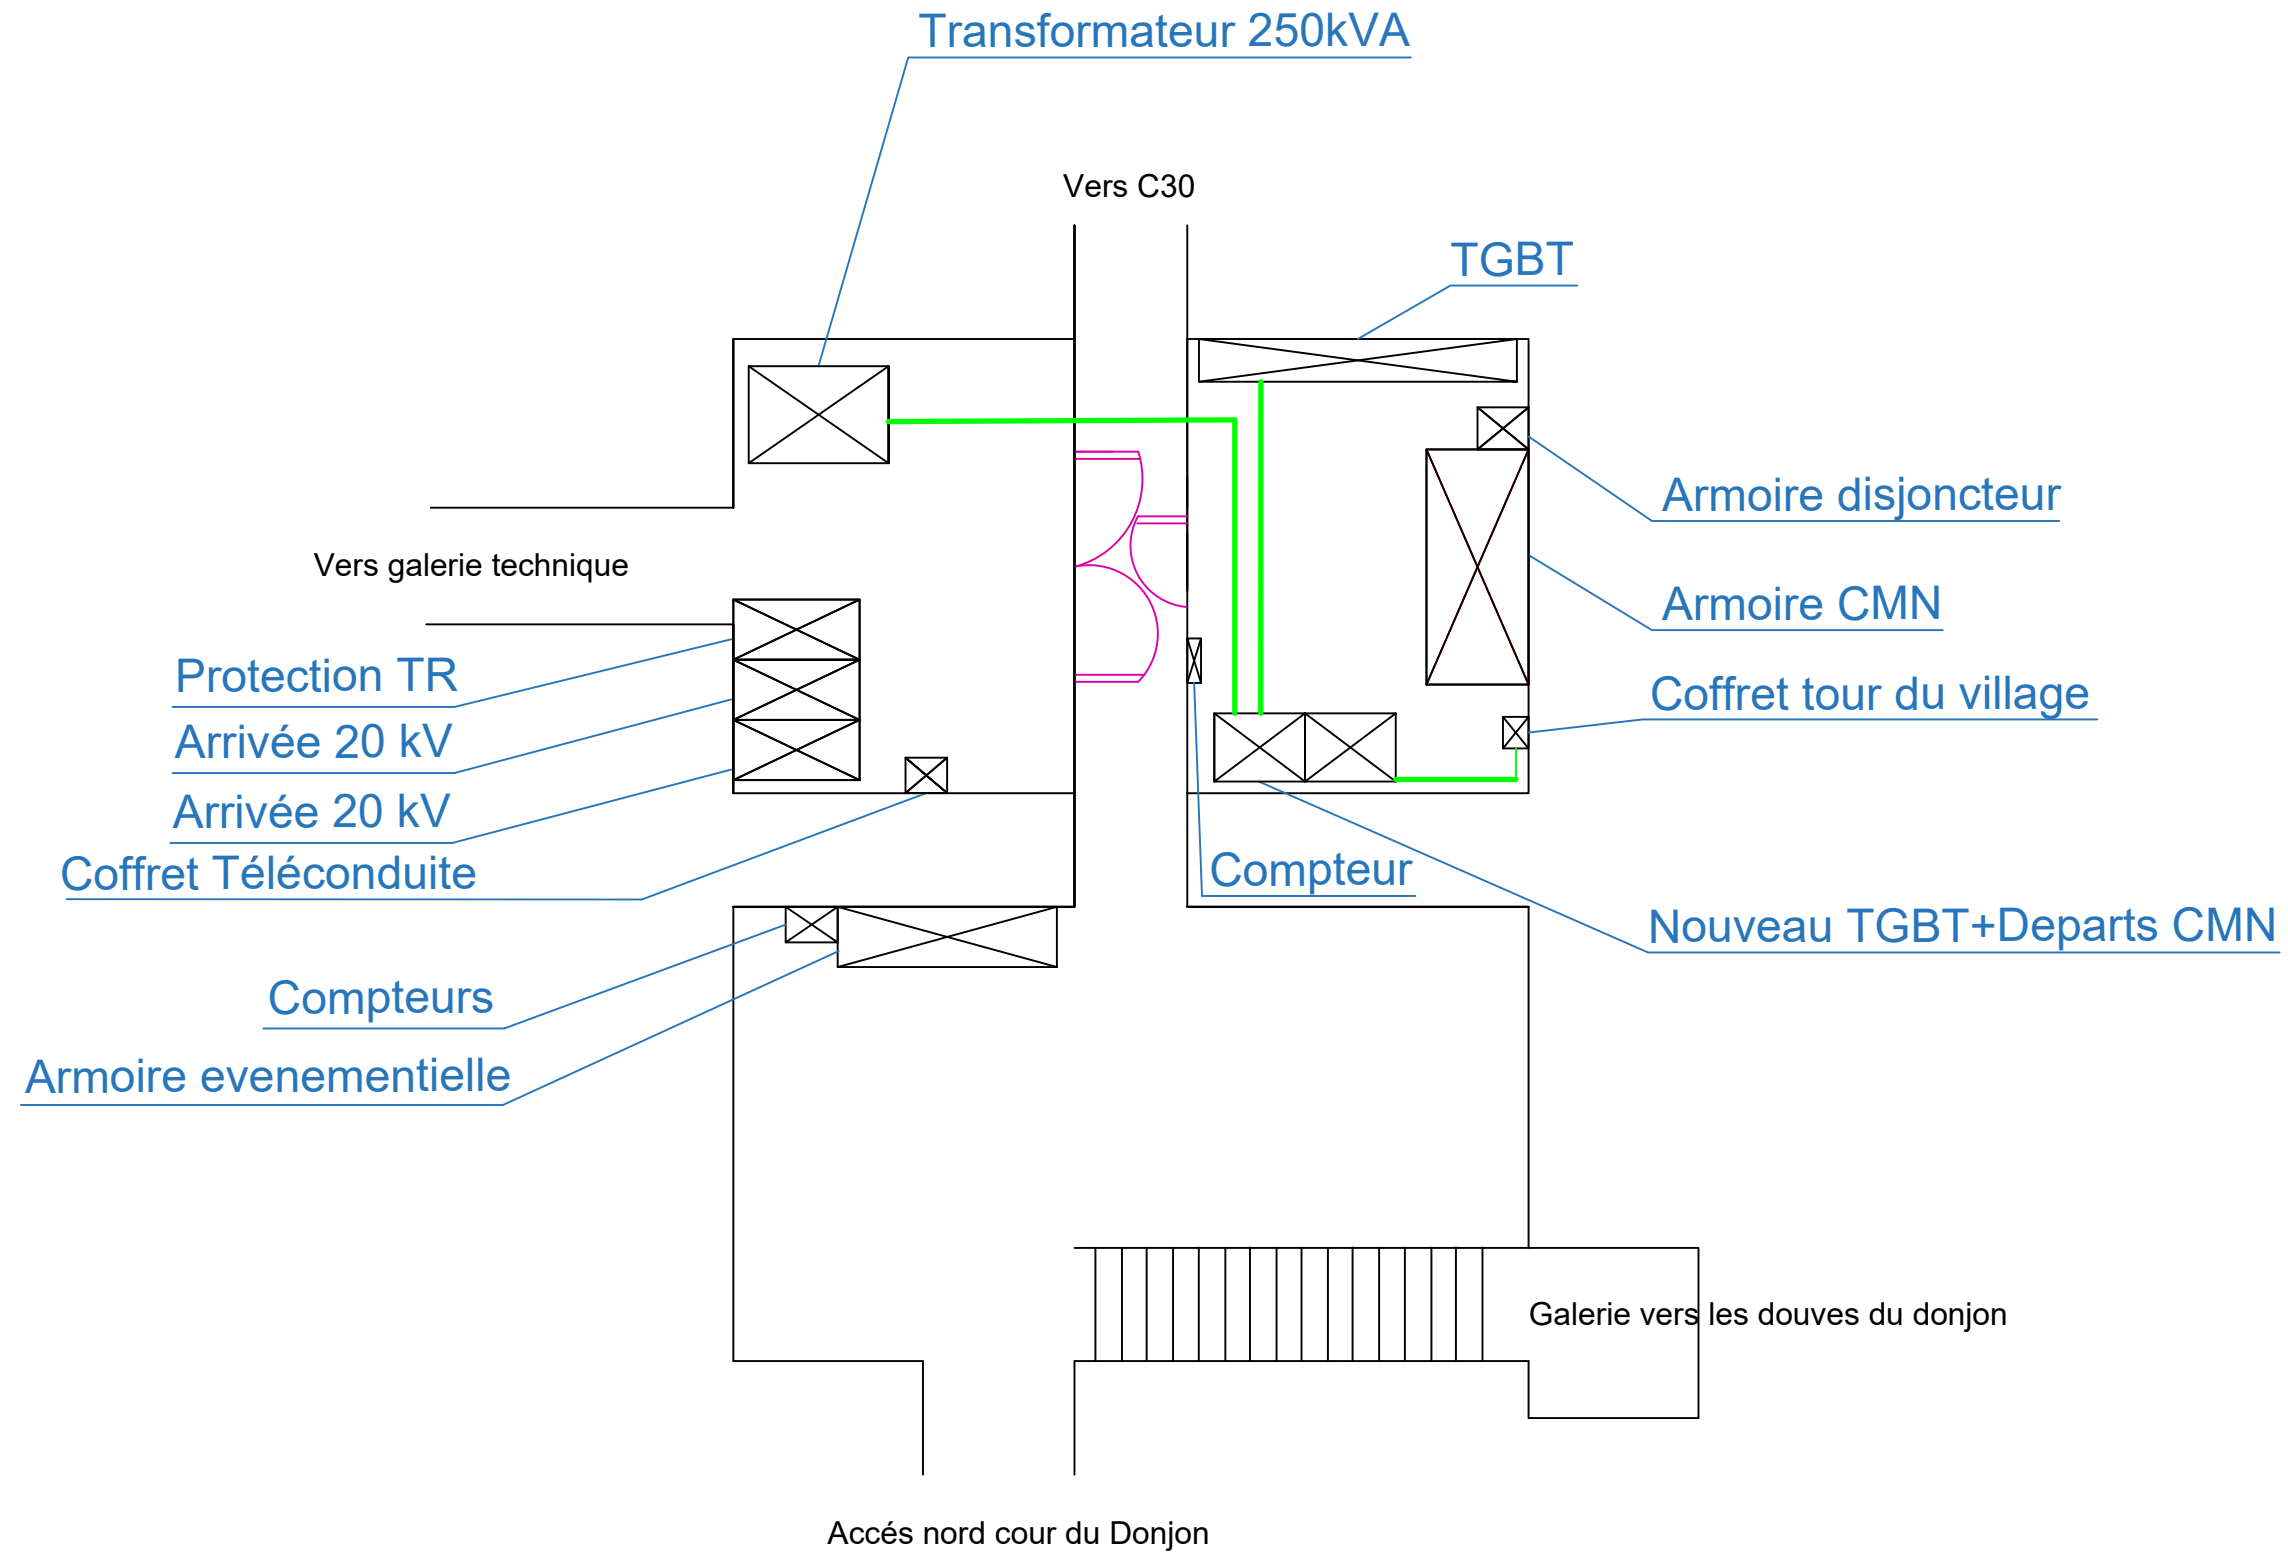 Transformateur 250kVA
Vers C30
TGBT
Armoire disjoncteur
Vers galerie technique
Armoire CMN
Protection TR
Coffret tour du village
Arrivée 20 kV
Arrivée 20 kV
Coffret Téléconduite
Compteur
Nouveau TGBT+Departs CMN
Compteurs
Armoire evenementielle
Galerie vers les douves du donjon
Accés nord cour du Donjon